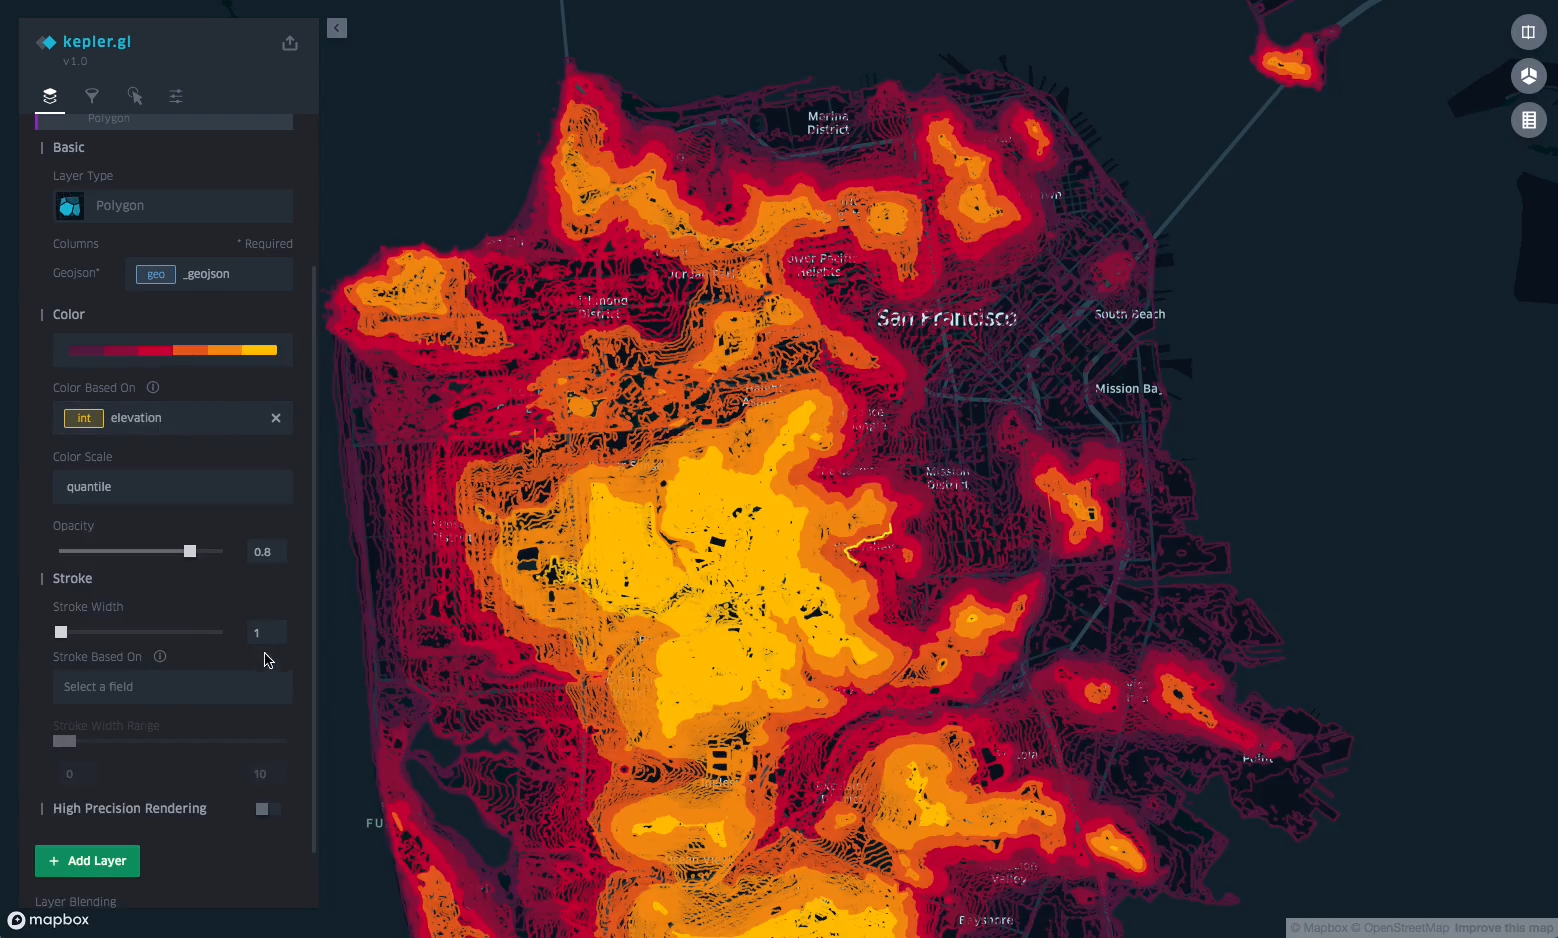 kepler.gl
v1.0
Polygon
Basic
Layer Type
Polygon
Columns * Required
Geojson* geo _geojson
Color
Color Based On
int elevation
Color Scale
quantile
Opacity
0.8
Stroke
Stroke Width
1
Stroke Based On
Select a field
Stroke Width Range
0 10
High Precision Rendering
+ Add Layer
Layer Blending
mapbox
Marina
District
San Francisco
South Beach
Mission
District
FU
Bayshore
© Mapbox © OpenStreetMap Improve this map